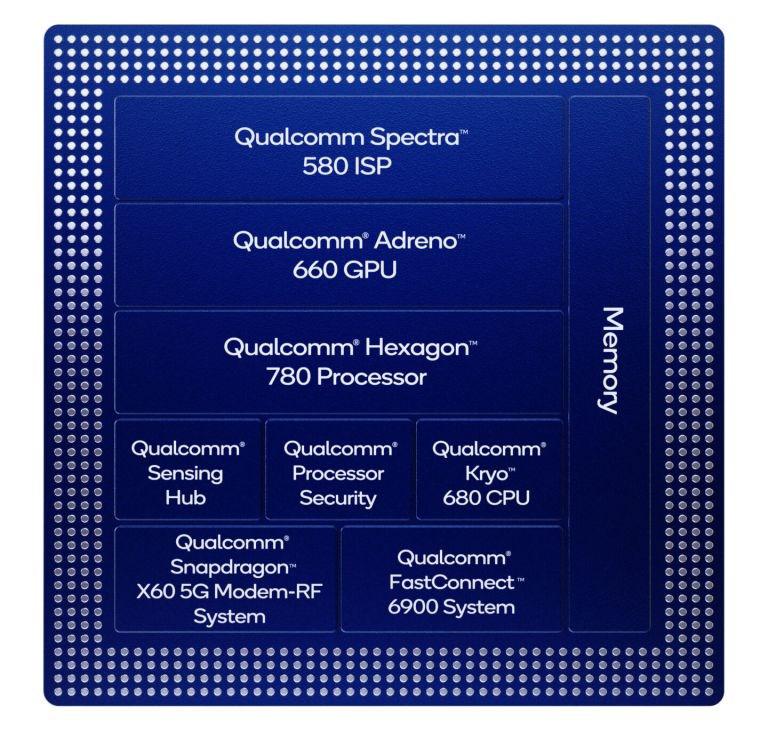 Qualcomm Spectra™
580 ISP
Qualcomm® Adreno™
660 GPU
Qualcomm® Hexagon™
780 Processor
Memory
Qualcomm®
Sensing
Hub
Qualcomm®
Processor
Security
Qualcomm®
Kryo™
680 CPU
Qualcomm®
Snapdragon™
X60 5G Modem-RF
System
Qualcomm®
FastConnect™
6900 System